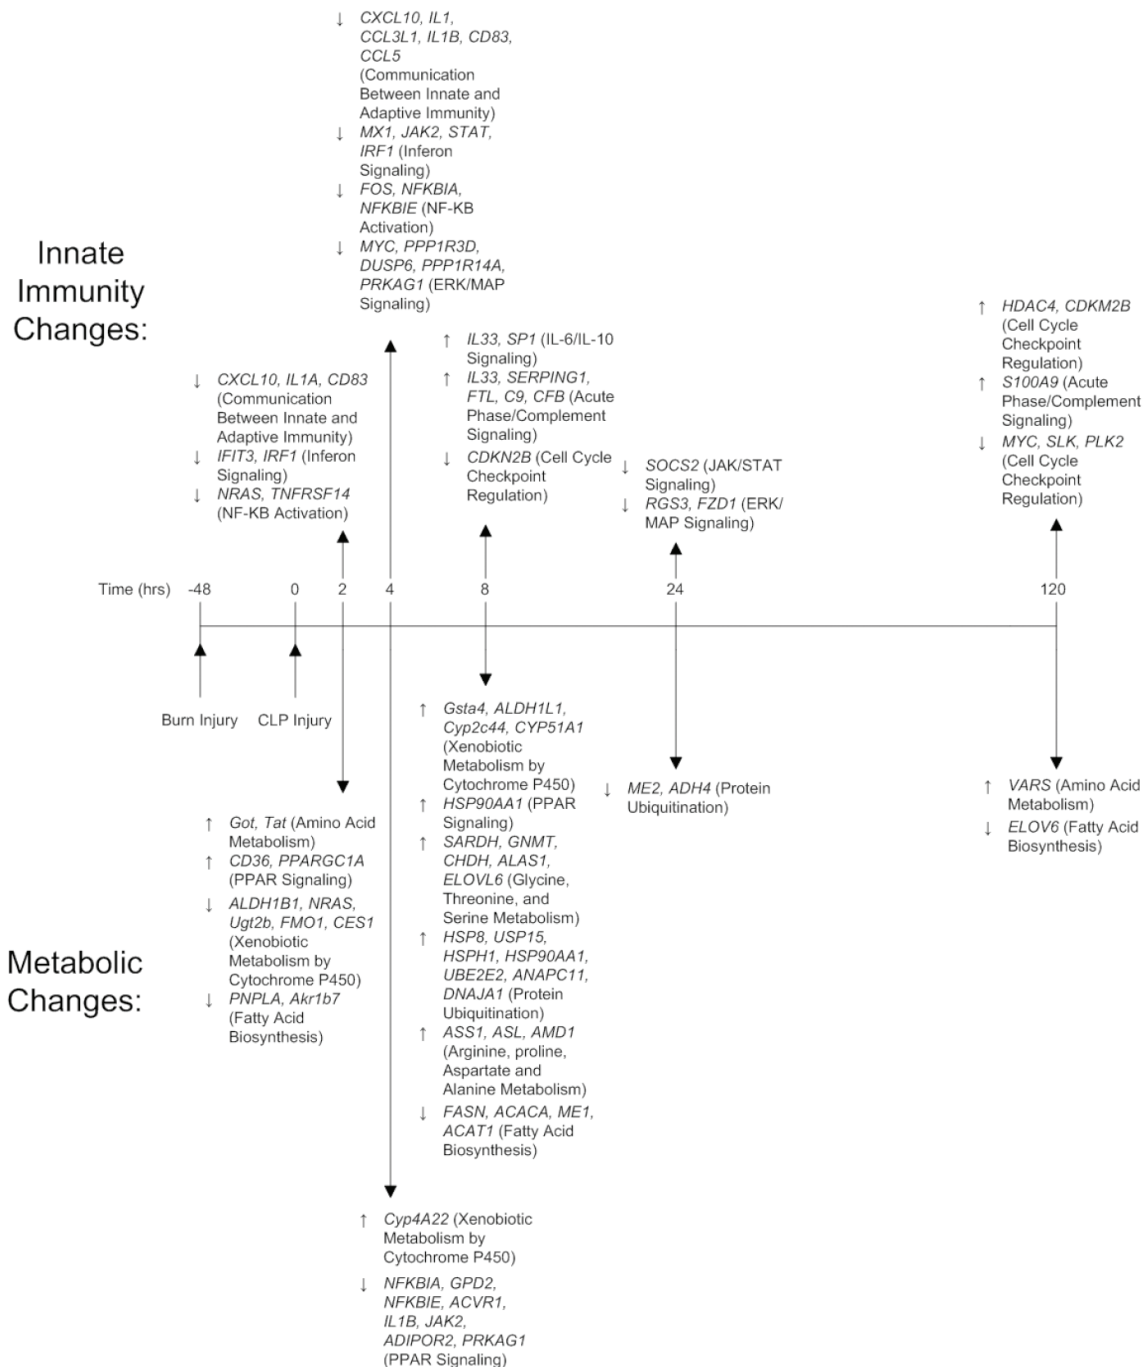 ↓ CXCL10, IL1,
CCL3L1, IL1B, CD83,
CCL5
(Communication
Between Innate and
Adaptive Immunity)
↓ MX1, JAK2, STAT,
IRF1 (Inferon
Signaling)
↓ FOS, NFKBIA,
NFKBIE (NF-KB
Activation)
↓ MYC, PPP1R3D,
DUSP6, PPP1R14A,
PRKAG1 (ERK/MAP
Signaling)
Innate
Immunity
Changes:
↓ CXCL10, IL1A, CD83
(Communication
Between Innate and
Adaptive Immunity)
↓ IFIT3, IRF1 (Inferon
Signaling)
↓ NRAS, TNFRSF14
(NF-KB Activation)
↑ IL33, SP1 (IL-6/IL-10
Signaling)
↑ IL33, SERPING1,
FTL, C9, CFB (Acute
Phase/Complement
Signaling)
↓ CDKN2B (Cell Cycle
Checkpoint
Regulation)
↓ SOCS2 (JAK/STAT
Signaling)
↓ RGS3, FZD1 (ERK/
MAP Signaling)
↑ HDAC4, CDKM2B
(Cell Cycle
Checkpoint
Regulation)
↑ S100A9 (Acute
Phase/Complement
Signaling)
↓ MYC, SLK, PLK2
(Cell Cycle
Checkpoint
Regulation)
Time (hrs) -48 0 2 4 8 24 120
Burn Injury CLP Injury
Metabolic
Changes:
↑ Got, Tat (Amino Acid
Metabolism)
↑ CD36, PPARGC1A
(PPAR Signaling)
↓ ALDH1B1, NRAS,
Ugt2b, FMO1, CES1
(Xenobiotic
Metabolism by
Cytochrome P450)
↓ PNPLA, Akr1b7
(Fatty Acid
Biosynthesis)
↑ Cyp4A22 (Xenobiotic
Metabolism by
Cytochrome P450)
↓ NFKBIA, GPD2,
NFKBIE, ACVR1,
IL1B, JAK2,
ADIPOR2, PRKAG1
(PPAR Signaling)
↑ Gsta4, ALDH1L1,
Cyp2c44, CYP51A1
(Xenobiotic
Metabolism by
Cytochrome P450)
↑ HSP90AA1 (PPAR
Signaling)
↑ SARDH, GNMT,
CHDH, ALAS1,
ELOVL6 (Glycine,
Threonine, and
Serine Metabolism)
↑ HSP8, USP15,
HSPH1, HSP90AA1,
UBE2E2, ANAPC11,
DNAJA1 (Protein
Ubiquitination)
↑ ASS1, ASL, AMD1
(Arginine, proline,
Aspartate and
Alanine Metabolism)
↓ FASN, ACACA, ME1,
ACAT1 (Fatty Acid
Biosynthesis)
↓ ME2, ADH4 (Protein
Ubiquitination)
↑ VARS (Amino Acid
Metabolism)
↓ ELOV6 (Fatty Acid
Biosynthesis)